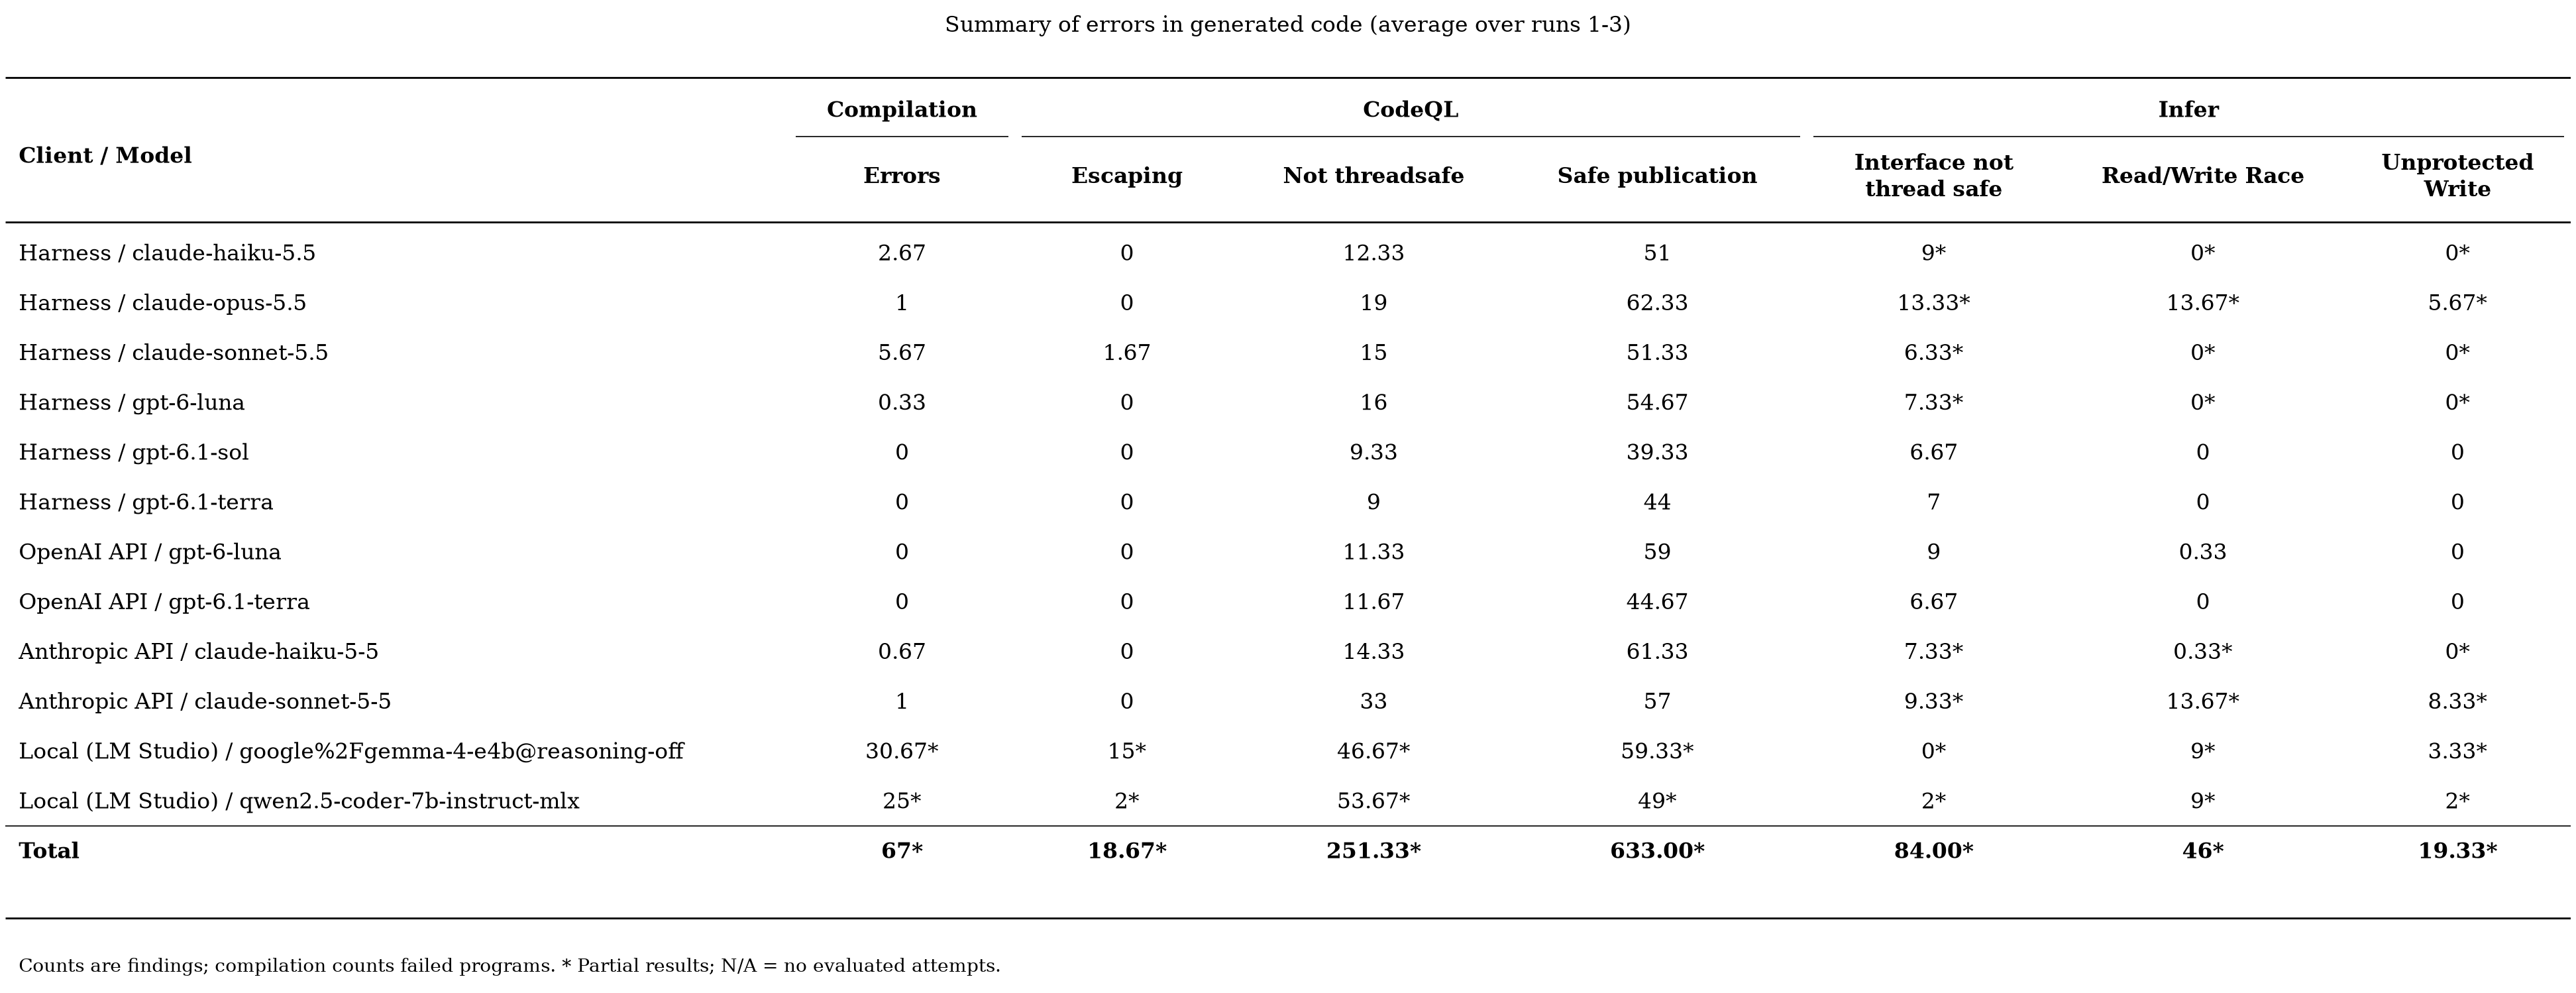 Summary of errors in generated code (average over runs 1-3)
Compilation CodeQL Infer
Client / Model Errors Escaping Not threadsafe Safe publication Interface not thread safe Read/Write Race Unprotected Write
Harness / claude-haiku-5.5 2.67 0 12.33 51 9* 0* 0*
Harness / claude-opus-5.5 1 0 19 62.33 13.33* 13.67* 5.67*
Harness / claude-sonnet-5.5 5.67 1.67 15 51.33 6.33* 0* 0*
Harness / gpt-6-luna 0.33 0 16 54.67 7.33* 0* 0*
Harness / gpt-6.1-sol 0 0 9.33 39.33 6.67 0 0
Harness / gpt-6.1-terra 0 0 9 44 7 0 0
OpenAI API / gpt-6-luna 0 0 11.33 59 9 0.33 0
OpenAI API / gpt-6.1-terra 0 0 11.67 44.67 6.67 0 0
Anthropic API / claude-haiku-5-5 0.67 0 14.33 61.33 7.33* 0.33* 0*
Anthropic API / claude-sonnet-5-5 1 0 33 57 9.33* 13.67* 8.33*
Local (LM Studio) / google%2Fgemma-4-e4b@reasoning-off 30.67* 15* 46.67* 59.33* 0* 9* 3.33*
Local (LM Studio) / qwen2.5-coder-7b-instruct-mlx 25* 2* 53.67* 49* 2* 9* 2*
Total 67* 18.67* 251.33* 633.00* 84.00* 46* 19.33*
Counts are findings; compilation counts failed programs. * Partial results; N/A = no evaluated attempts.